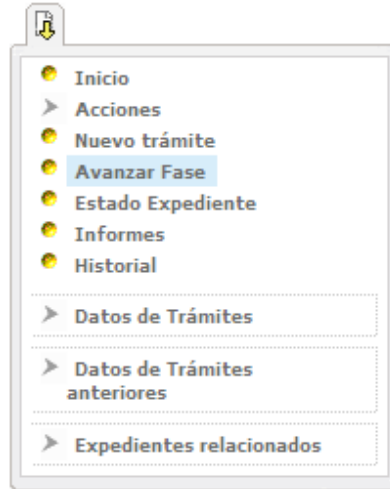 Inicio
Acciones
Nuevo trámite
Avanzar Fase
Estado Expediente
Informes
Historial
Datos de Trámites
Datos de Trámites
anteriores
Expedientes relacionados